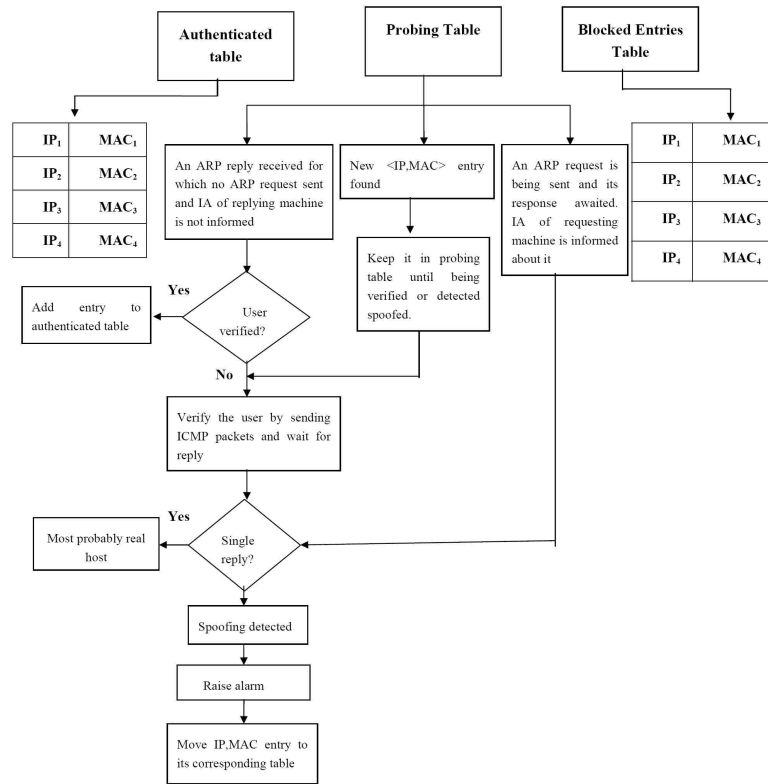 Authenticated
table
Probing Table
Blocked Entries
Table
IP₁ MAC₁
IP₂ MAC₂
IP₃ MAC₃
IP₄ MAC₄
An ARP reply received for
which no ARP request sent
and IA of replying machine
is not informed
New <IP,MAC> entry
found
An ARP request is
being sent and its
response awaited.
IA of requesting
machine is informed
about it
IP₁ MAC₁
IP₂ MAC₂
IP₃ MAC₃
IP₄ MAC₄
Keep it in probing
table until being
verified or detected
spoofed.
Yes
Add entry to
authenticated table
User
verified?
No
Verify the user by sending
ICMP packets and wait for
reply
Yes
Most probably real
host
Single
reply?
Spoofing detected
Raise alarm
Move IP,MAC entry to
its corresponding table